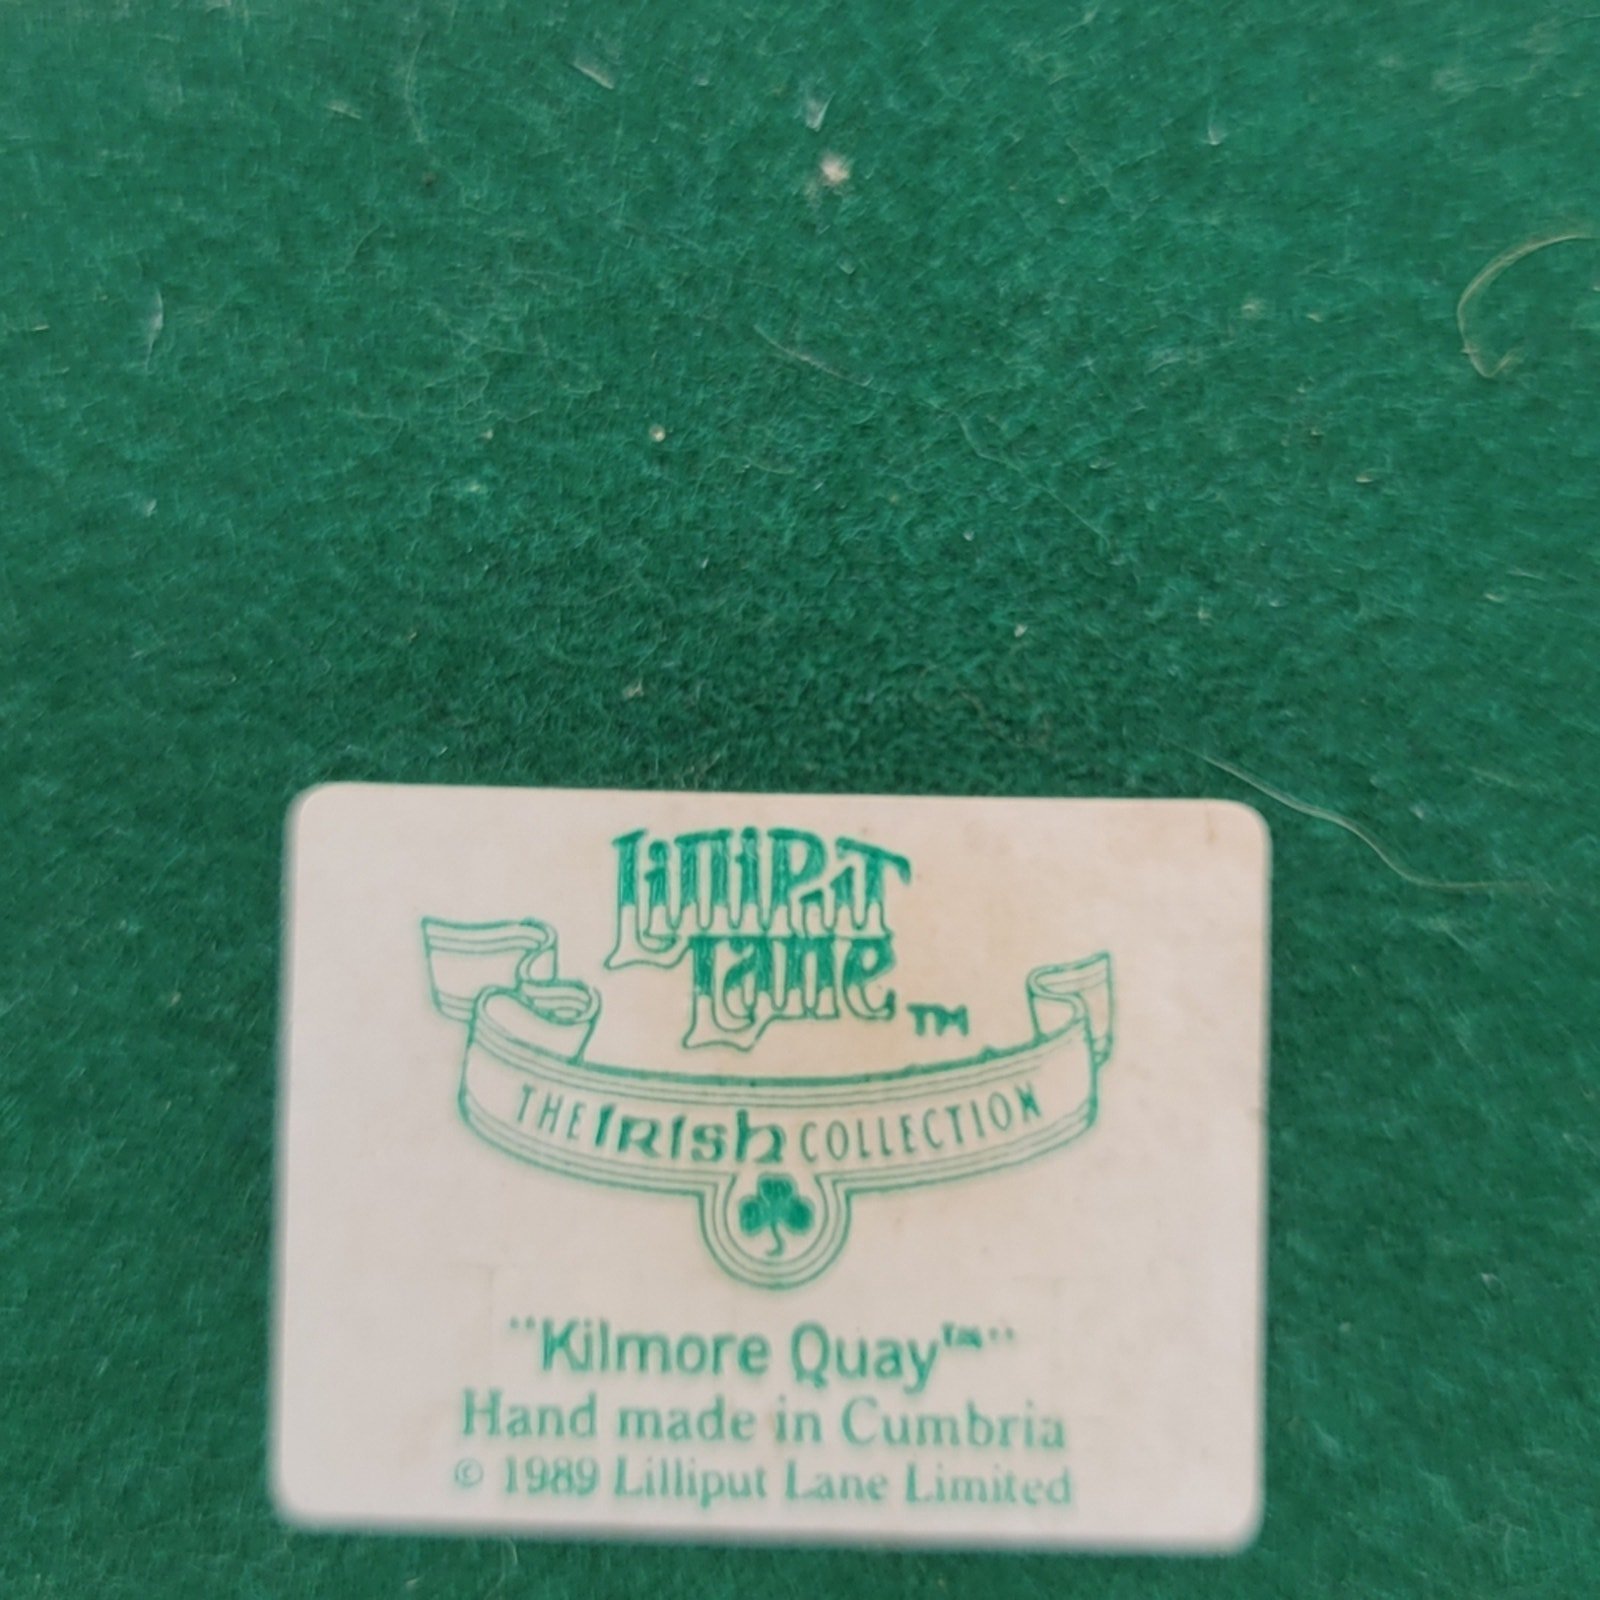 Lilliput
Lane ™
THE IRISH COLLECTION
"Kilmore Quay™"
Hand made in Cumbria
© 1989 Lilliput Lane Limited